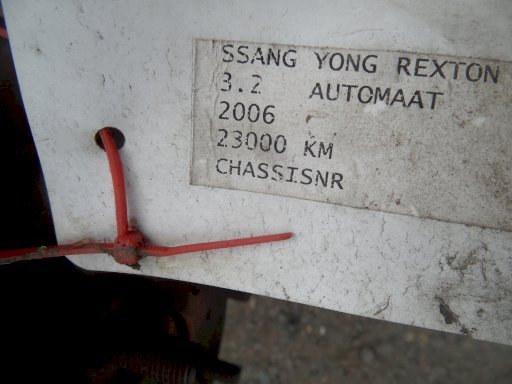 SSANG YONG REXTON
3.2 AUTOMAAT
2006
23000 KM
CHASSISNR